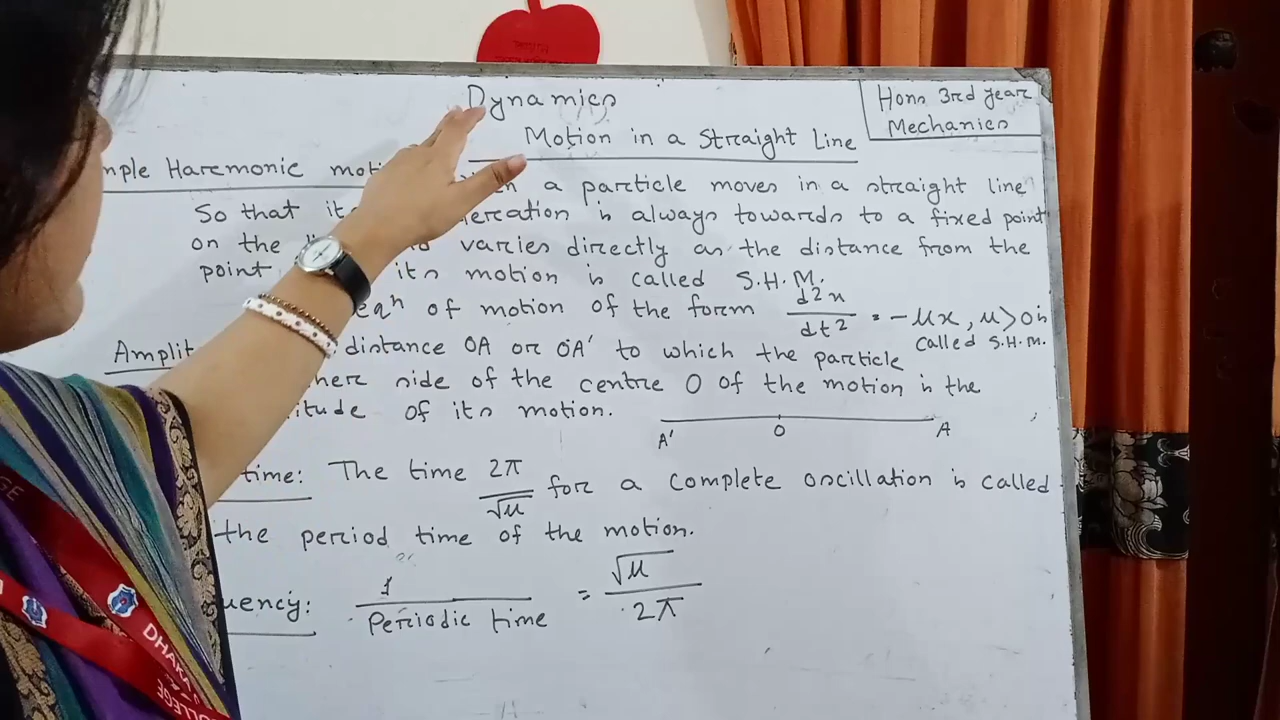 Dynamics
Hons 3rd year
Mechanics
Motion in a Straight Line
mple Harmonic moti
a particle moves in a straight line
So that its eleration is always towards to a fixed point
on the varies directly as the distance from the
point its motion is called S.H.M.
eqⁿ of motion of the form d2x/dt2 = -μx, μ>0 is
called S.H.M.
Amplit distance OA or OA' to which the particle
her side of the centre O of the motion is the
itude of its motion.
A' O A
time: The time 2π/√μ for a complete oscillation is called
the period time of the motion.
uency: 1/Periodic time = √μ/2π
DHAKA
COLLEGE